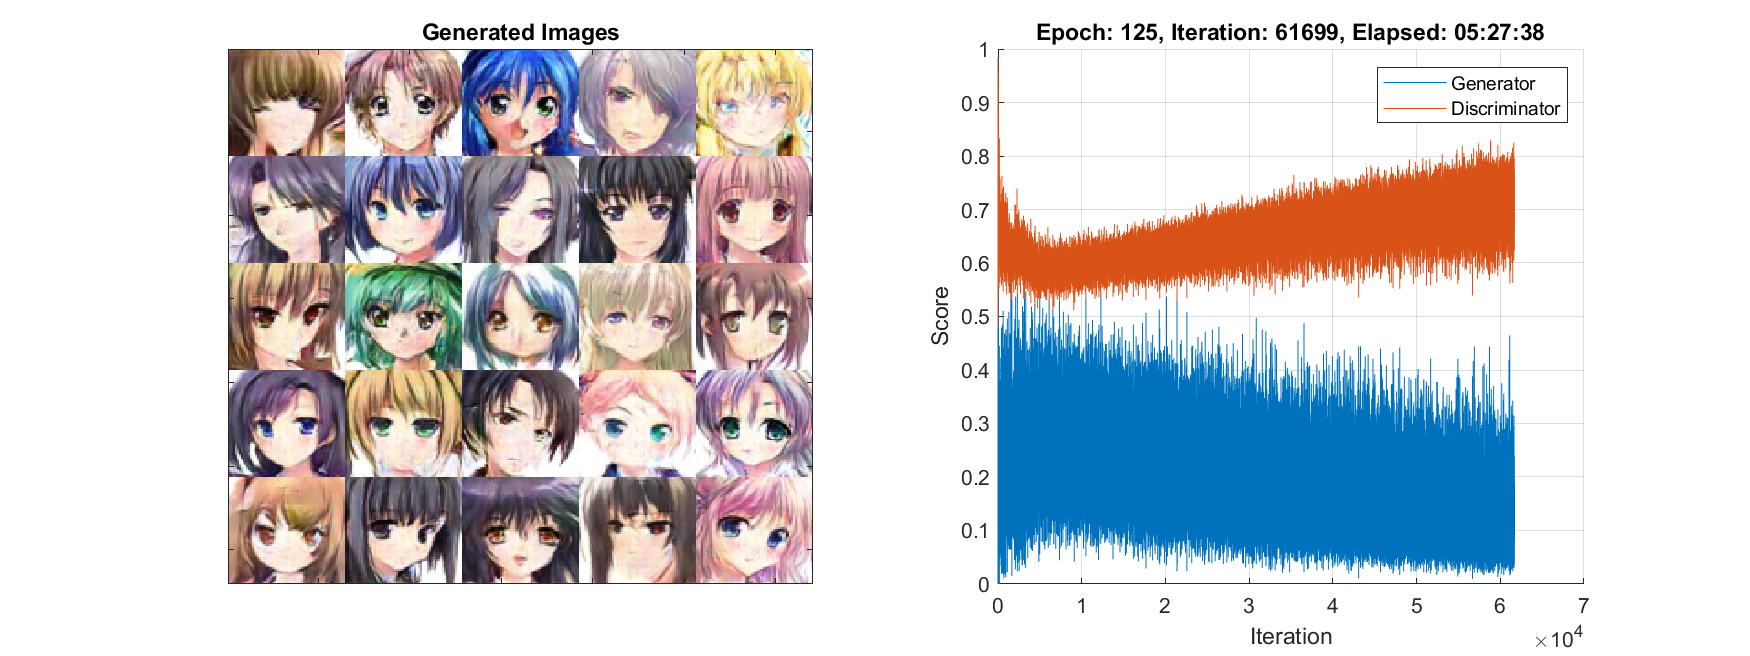 Generated Images
Epoch: 125, Iteration: 61699, Elapsed: 05:27:38
Generator
Discriminator
1
0.9
0.8
0.7
0.6
0.5
0.4
0.3
0.2
0.1
0
Score
0 1 2 3 4 5 6 7
Iteration
×10⁴